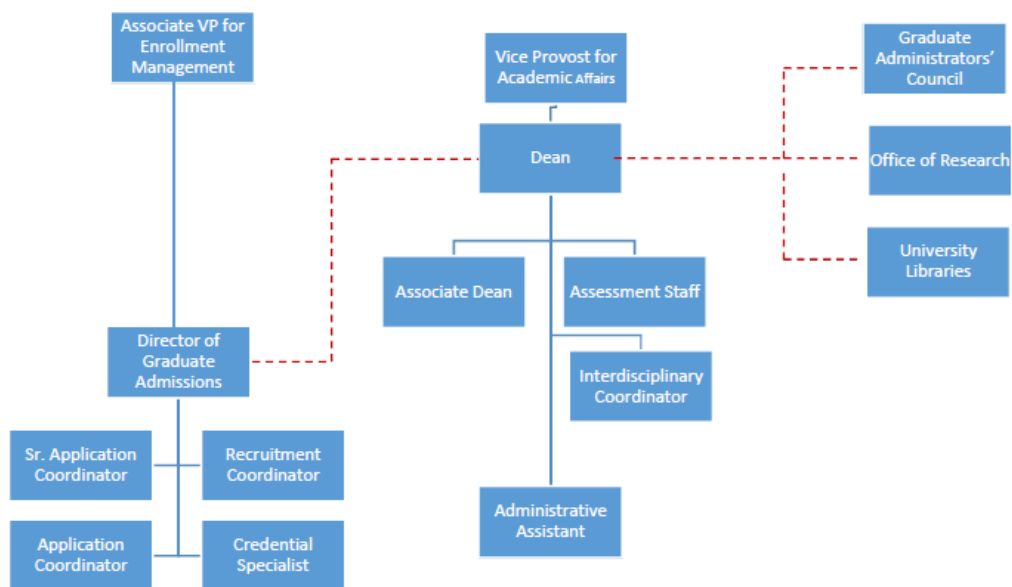 Associate VP for
Enrollment
Management
Vice Provost for
Academic Affairs
Graduate
Administrators'
Council
Dean
Office of Research
University
Libraries
Associate Dean
Assessment Staff
Director of
Graduate
Admissions
Interdisciplinary
Coordinator
Sr. Application
Coordinator
Recruitment
Coordinator
Administrative
Assistant
Application
Coordinator
Credential
Specialist